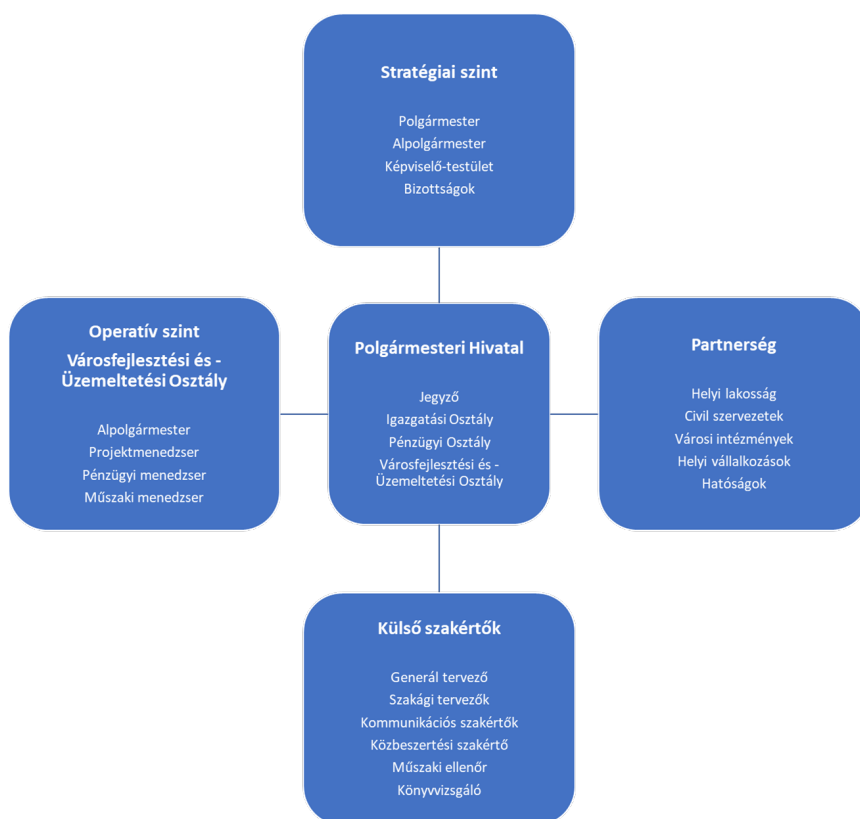 Stratégiai szint
Polgármester
Alpolgármester
Képviselő-testület
Bizottságok
Operatív szint
Városfejlesztési és -
Üzemeltetési Osztály
Alpolgármester
Projektmenedzser
Pénzügyi menedzser
Műszaki menedzser
Polgármesteri Hivatal
Jegyző
Igazgatási Osztály
Pénzügyi Osztály
Városfejlesztési és -
Üzemeltetési Osztály
Partnerség
Helyi lakosság
Civil szervezetek
Városi intézmények
Helyi vállalkozások
Hatóságok
Külső szakértők
Generál tervező
Szakági tervezők
Kommunikációs szakértők
Közbeszertési szakértő
Műszaki ellenőr
Könyvvizsgáló